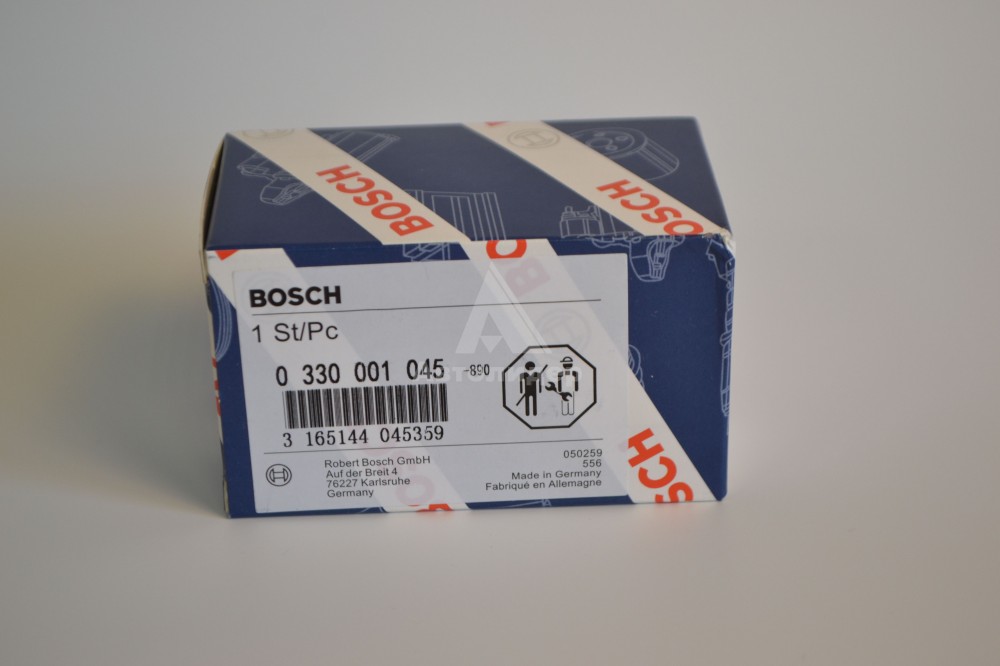 BOSCH
BOSCH
BOSCH
BOSCH
1 St/Pc
0 330 001 045 -890
3 165144 045359
Robert Bosch GmbH
Auf der Breit 4
76227 Karlsruhe
Germany
050259
556
Made in Germany
Fabriqué en Allemagne
BOSCH